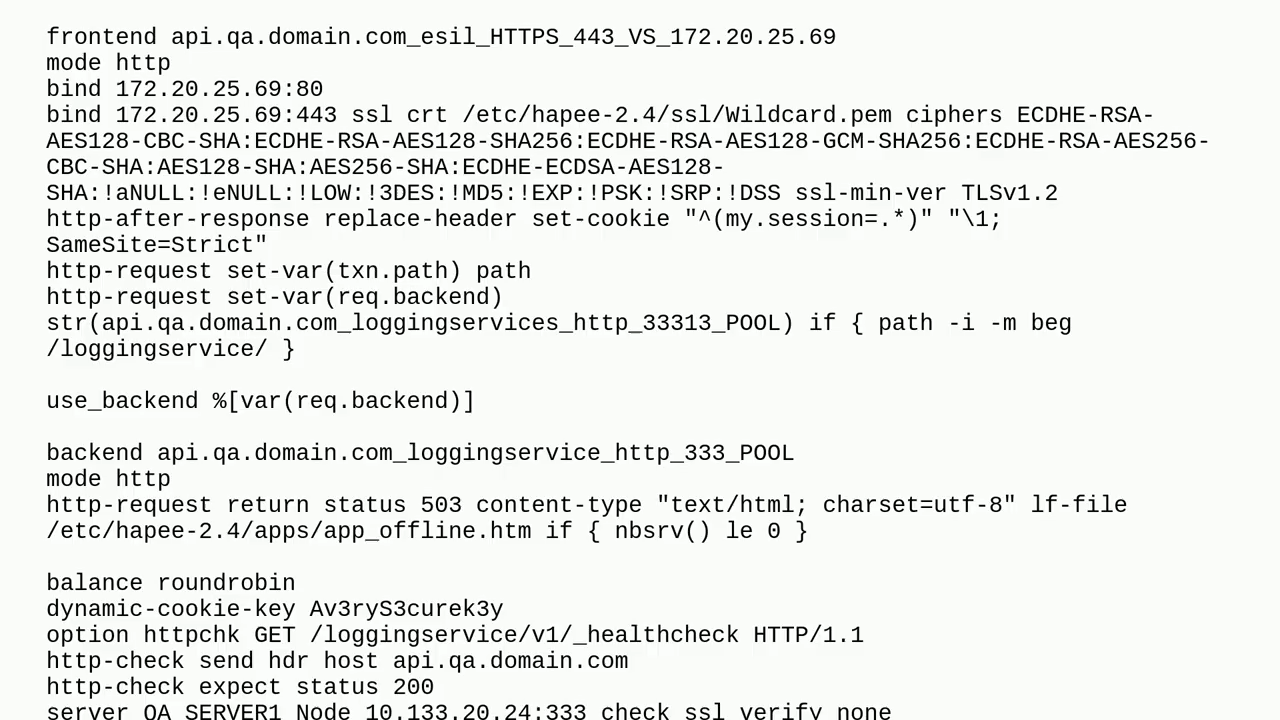 frontend api.qa.domain.com_esil_HTTPS_443_VS_172.20.25.69
mode http
bind 172.20.25.69:80
bind 172.20.25.69:443 ssl crt /etc/hapee-2.4/ssl/Wildcard.pem ciphers ECDHE-RSA-
AES128-CBC-SHA:ECDHE-RSA-AES128-SHA256:ECDHE-RSA-AES128-GCM-SHA256:ECDHE-RSA-AES256-
CBC-SHA:AES128-SHA:AES256-SHA:ECDHE-ECDSA-AES128-
SHA:!aNULL:!eNULL:!LOW:!3DES:!MD5:!EXP:!PSK:!SRP:!DSS ssl-min-ver TLSv1.2
http-after-response replace-header set-cookie "^(my.session=.*)" "\1;
SameSite=Strict"
http-request set-var(txn.path) path
http-request set-var(req.backend)
str(api.qa.domain.com_loggingservices_http_33313_POOL) if { path -i -m beg
/loggingservice/ }
use_backend %[var(req.backend)]
backend api.qa.domain.com_loggingservice_http_333_POOL
mode http
http-request return status 503 content-type "text/html; charset=utf-8" lf-file
/etc/hapee-2.4/apps/app_offline.htm if { nbsrv() le 0 }
balance roundrobin
dynamic-cookie-key Av3ryS3curek3y
option httpchk GET /loggingservice/v1/_healthcheck HTTP/1.1
http-check send hdr host api.qa.domain.com
http-check expect status 200
server QA_SERVER1_Node 10.133.20.24:333 check ssl verify none